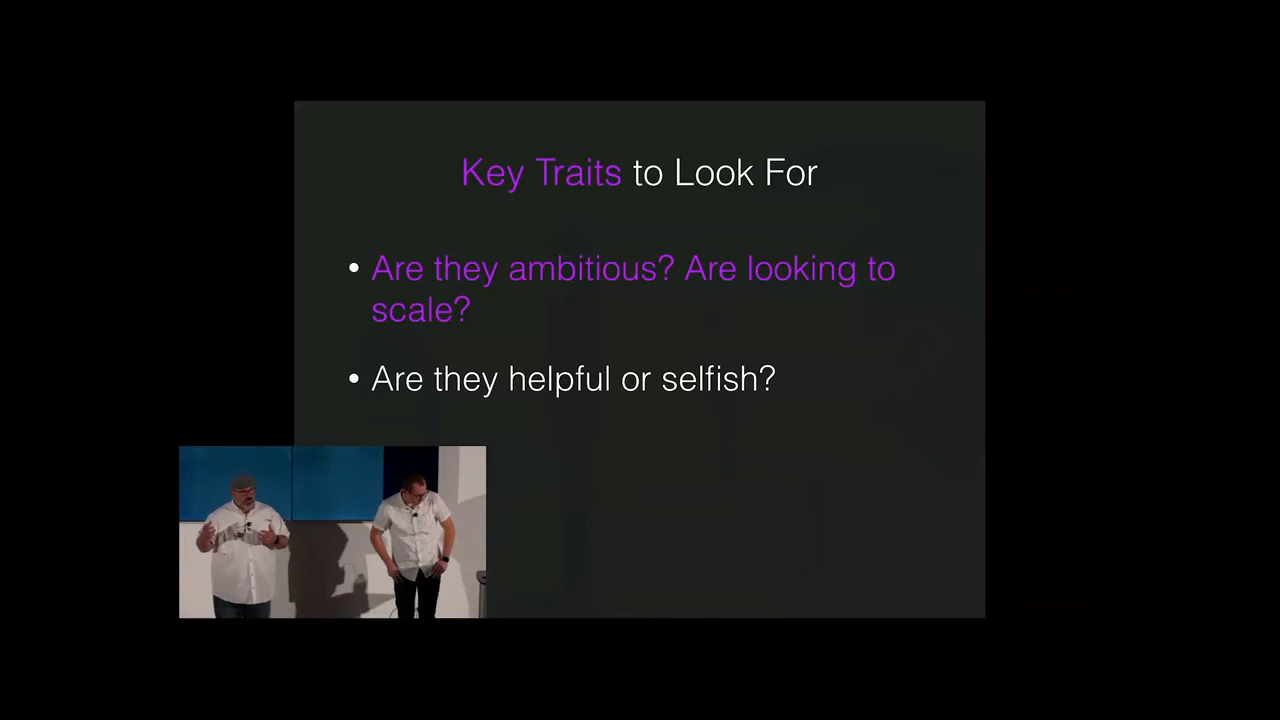 Key Traits to Look For
• Are they ambitious? Are looking to
scale?
• Are they helpful or selfish?